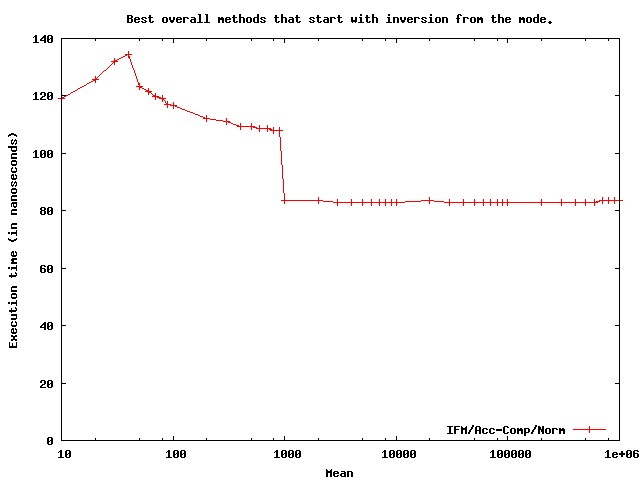 Best overall methods that start with inversion from the mode.
140
120
100
80
60
40
20
0
Execution time (in nanoseconds)
IFM/Acc-Comp/Norm
10 100 1000 10000 100000 1e+06
Mean